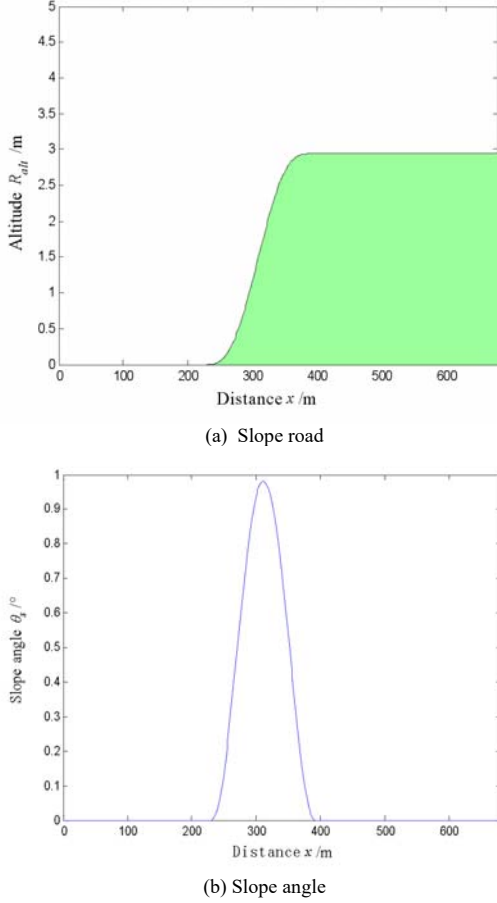 5
4.5
4
3.5
3
2.5
2
1.5
1
0.5
0
Altitude R_alt /m
0 100 200 300 400 500 600
Distance x /m
(a) Slope road
1
0.9
0.8
0.7
0.6
0.5
0.4
0.3
0.2
0.1
0
Slope angle θ_s /°
0 100 200 300 400 500 600
Distance x /m
(b) Slope angle